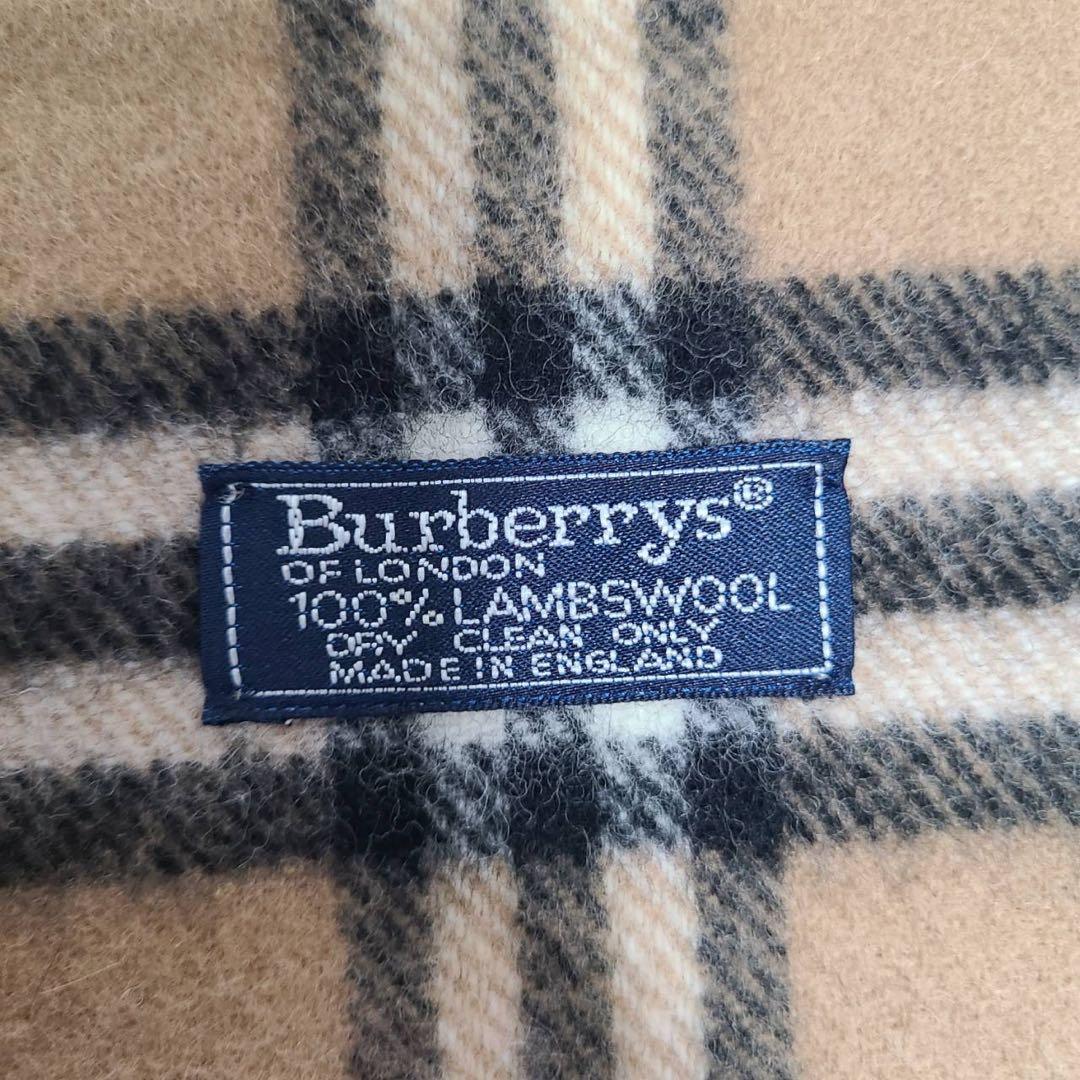 Burberrys®
OF LONDON
100% LAMBSWOOL
DRY CLEAN ONLY
MADE IN ENGLAND